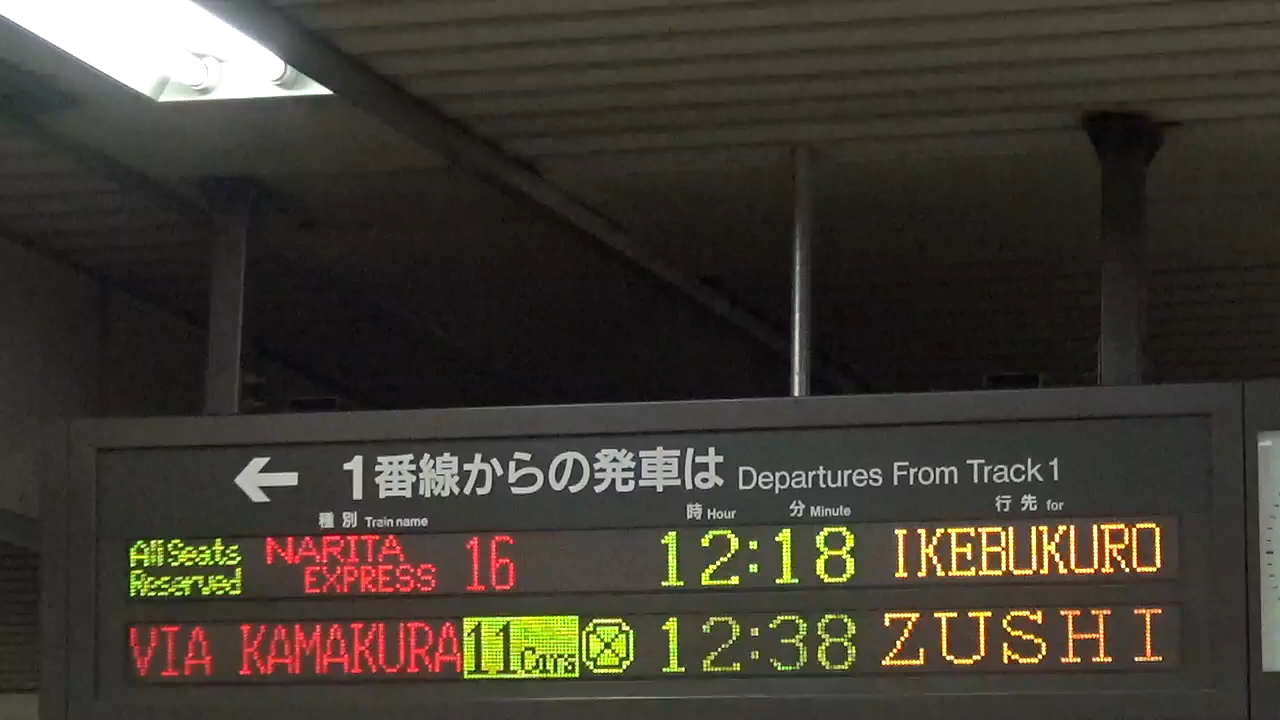 ← 1番線からの発車は Departures From Track 1
種別 Train name 時 Hour 分 Minute 行先 for
All Seats Reserved NARITA EXPRESS 16 12:18 IKEBUKURO
VIA KAMAKURA 11 Cars 12:38 ZUSHI